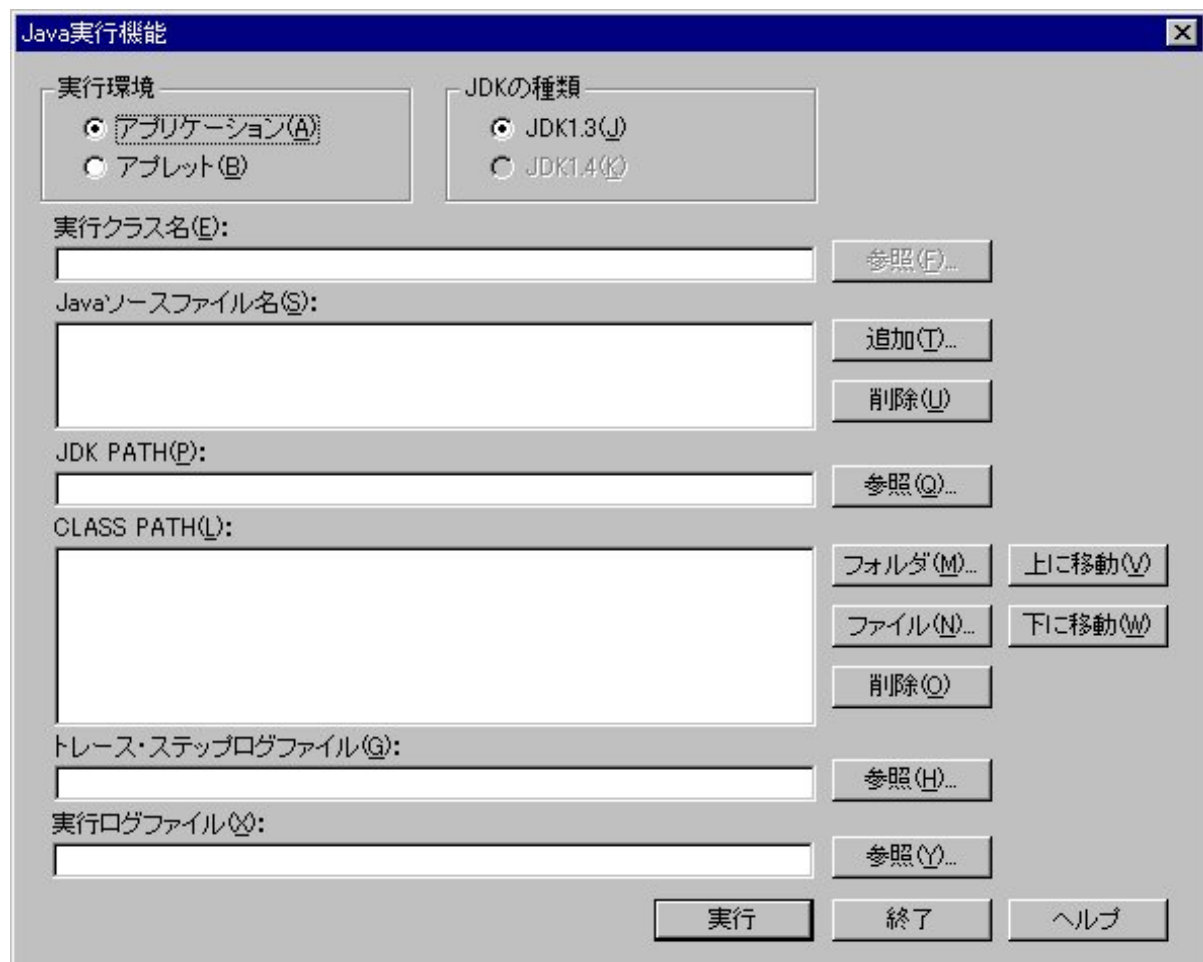 Java実行機能
実行環境
アプリケーション(A)
アプレット(B)
JDKの種類
JDK1.3(J)
JDK1.4(K)
実行クラス名(E):
参照(F)...
Javaソースファイル名(S):
追加(T)...
削除(U)
JDK PATH(P):
参照(Q)...
CLASS PATH(L):
フォルダ(M)...
上に移動(V)
ファイル(N)...
下に移動(W)
削除(O)
トレース・ステップログファイル(G):
参照(H)...
実行ログファイル(X):
参照(Y)...
実行
終了
ヘルプ